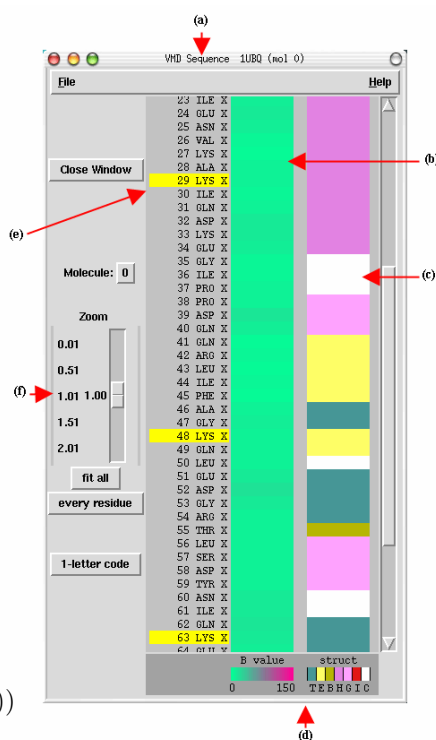 (a)
VMD Sequence 1UBQ (mol 0)
File Help
23 ILE X
24 GLU X
25 ASN X
26 VAL X
27 LYS X
28 ALA X
29 LYS X
30 ILE X
31 GLN X
32 ASP X
33 LYS X
34 GLU X
35 GLY X
36 ILE X
37 PRO X
38 PRO X
39 ASP X
40 GLN X
41 GLN X
42 ARG X
43 LEU X
44 ILE X
45 PHE X
46 ALA X
47 GLY X
48 LYS X
49 GLN X
50 LEU X
51 GLU X
52 ASP X
53 GLY X
54 ARG X
55 THR X
56 LEU X
57 SER X
58 ASP X
59 TYR X
60 ASN X
61 ILE X
62 GLN X
63 LYS X
64 GLU X
Close Window
Molecule: 0
Zoom
0.01
0.51
1.01 1.00
1.51
2.01
fit all
every residue
1-letter code
(b)
(c)
(e)
(f)
B value struct
0 150 T E B H G I C
(d)
))